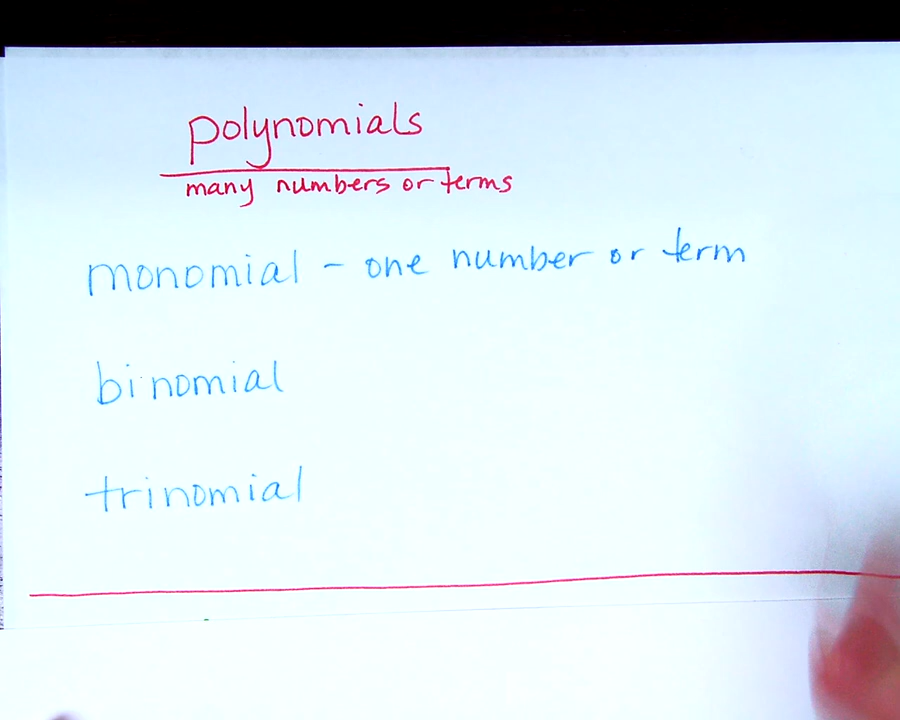 polynomials
many numbers or terms
monomial - one number or term
binomial
trinomial